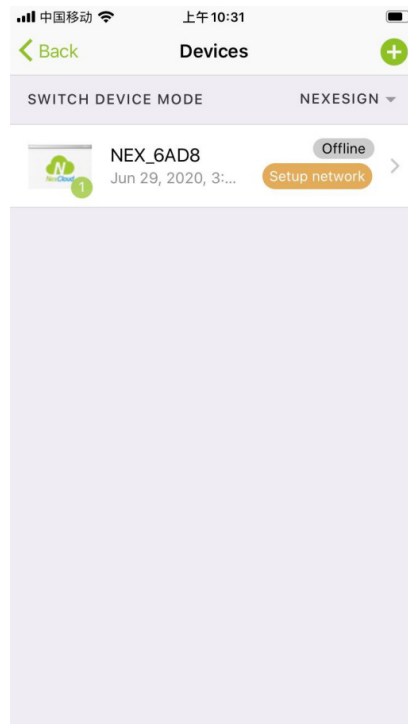 中国移动 上午10:31
Back Devices
SWITCH DEVICE MODE NEXESIGN
NEX_6AD8 Offline
Jun 29, 2020, 3:... Setup network
N
NexCloud
1